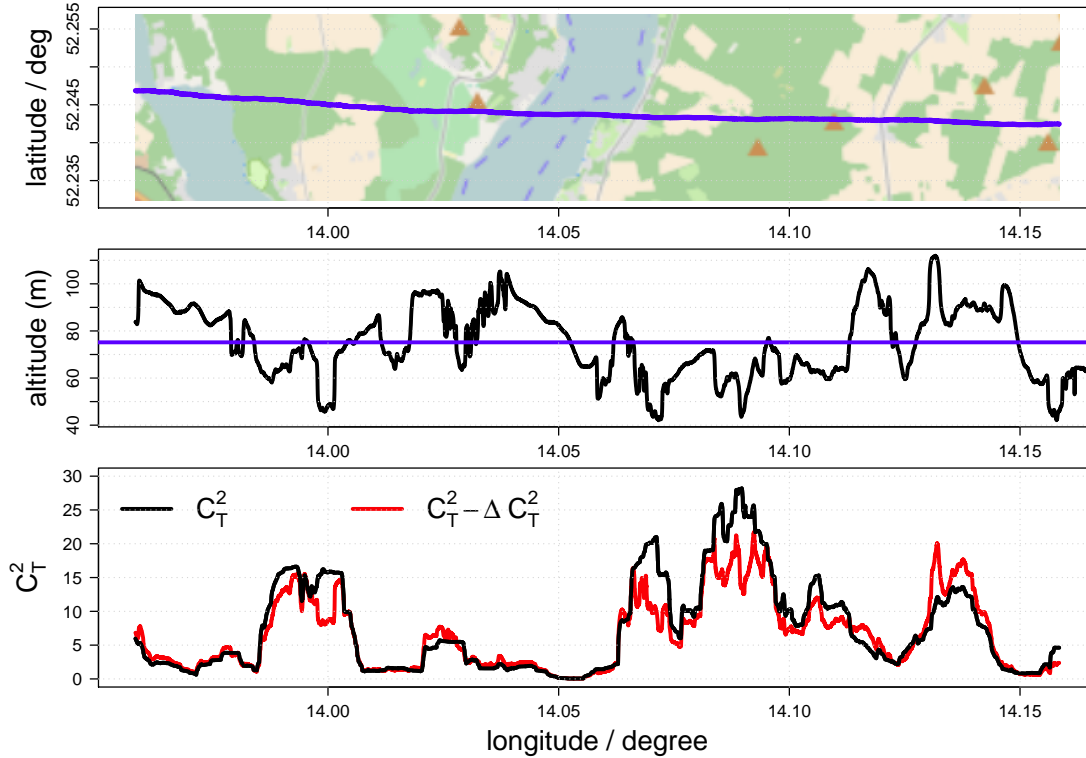 latitude / deg
52.235 52.245 52.255
14.00 14.05 14.10 14.15
altitude (m)
40 60 80 100
14.00 14.05 14.10 14.15
C_T^2
0 5 10 15 20 25 30
C_T^2
C_T^2 − Δ C_T^2
14.00 14.05 14.10 14.15
longitude / degree